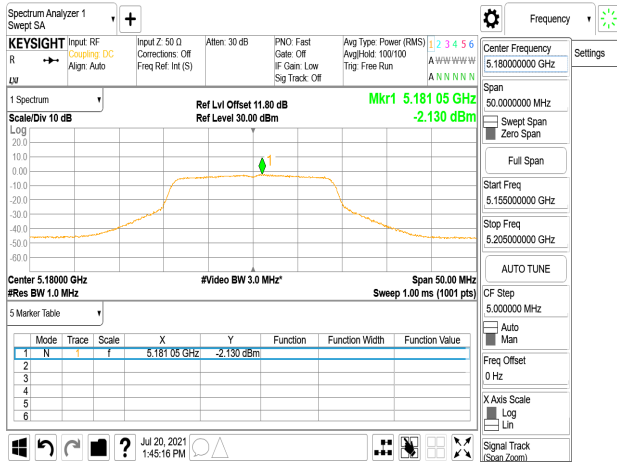 Spectrum Analyzer 1
Swept SA
Frequency
KEYSIGHT
R
LXI
Input: RF
Coupling: DC
Align: Auto
Input Z: 50 Ω
Corrections: Off
Freq Ref: Int (S)
Atten: 30 dB
PNO: Fast
Gate: Off
IF Gain: Low
Sig Track: Off
Avg Type: Power (RMS)
Avg|Hold: 100/100
Trig: Free Run
1 2 3 4 5 6
A W W W W W
A N N N N N
1 Spectrum
Scale/Div 10 dB
Ref Lvl Offset 11.80 dB
Ref Level 30.00 dBm
Mkr1 5.181 05 GHz
-2.130 dBm
Log
20.0
10.0
0.00
-10.0
-20.0
-30.0
-40.0
-50.0
-60.0
1
Center 5.18000 GHz
#Res BW 1.0 MHz
#Video BW 3.0 MHz*
Span 50.00 MHz
Sweep 1.00 ms (1001 pts)
5 Marker Table
Mode Trace Scale X Y Function Function Width Function Value
1 N 1 f 5.181 05 GHz -2.130 dBm
2
3
4
5
6
Jul 20, 2021
1:45:16 PM
Center Frequency
5.180000000 GHz
Settings
Span
50.0000000 MHz
Swept Span
Zero Span
Full Span
Start Freq
5.155000000 GHz
Stop Freq
5.205000000 GHz
AUTO TUNE
CF Step
5.000000 MHz
Auto
Man
Freq Offset
0 Hz
X Axis Scale
Log
Lin
Signal Track
(Span Zoom)